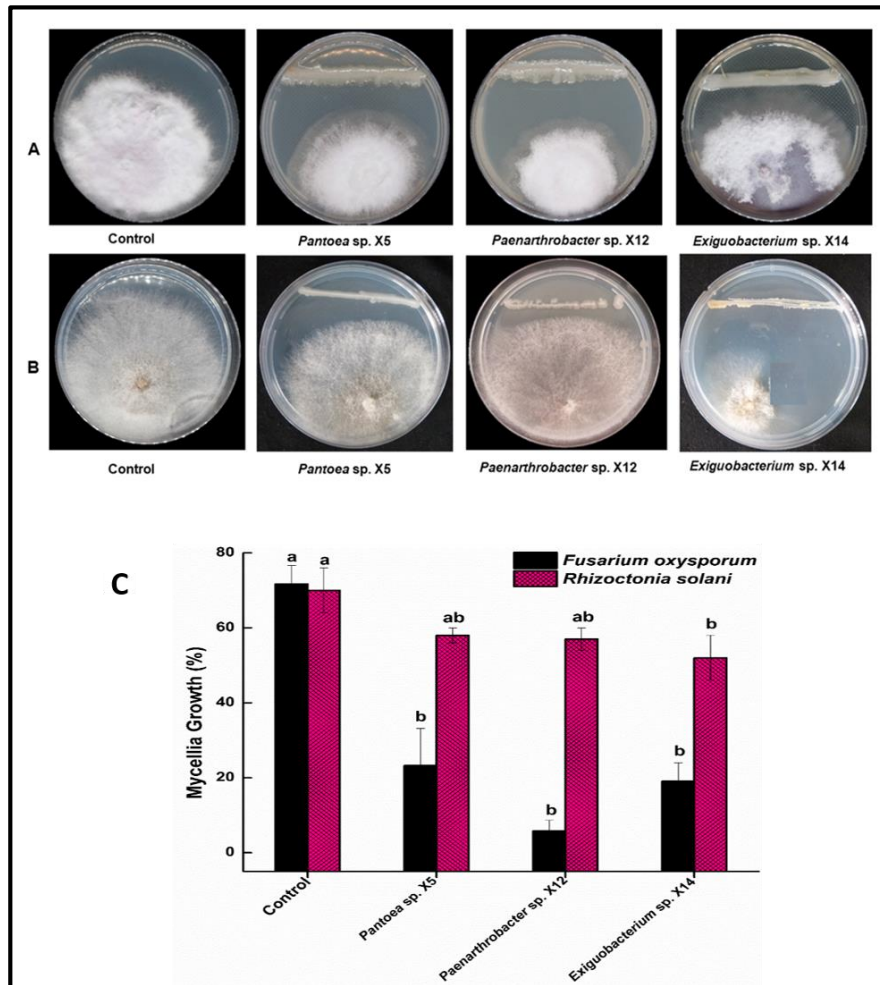 A
Control
Pantoea sp. X5
Paenarthrobacter sp. X12
Exiguobacterium sp. X14
B
Control
Pantoea sp. X5
Paenarthrobacter sp. X12
Exiguobacterium sp. X14
C
Fusarium oxysporum
Rhizoctonia solani
Mycellia Growth (%)
80
60
40
20
0
a a
b ab
b ab
b b
Control
Pantoea sp. X5
Paenarthrobacter sp. X12
Exiguobacterium sp. X14